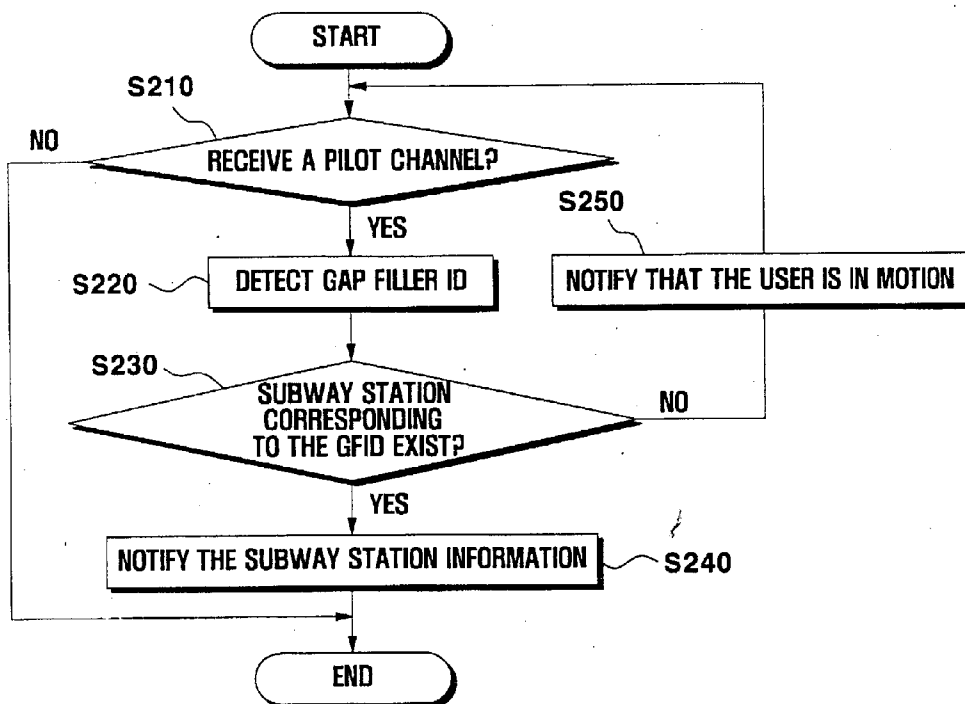 START
S210
NO
RECEIVE A PILOT CHANNEL?
YES
S250
S220
DETECT GAP FILLER ID
NOTIFY THAT THE USER IS IN MOTION
S230
SUBWAY STATION
CORRESPONDING
TO THE GFID EXIST?
NO
YES
NOTIFY THE SUBWAY STATION INFORMATION
S240
END